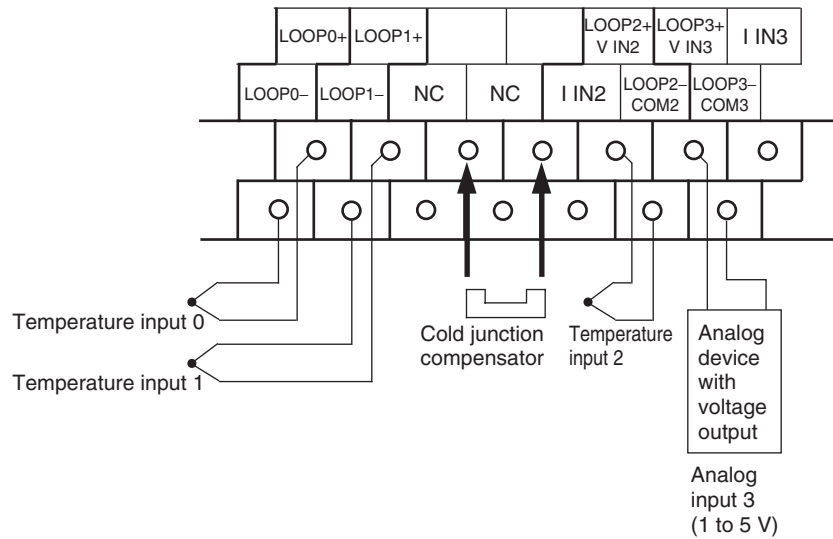 LOOP0+ LOOP1+ LOOP2+ V IN2 LOOP3+ V IN3 I IN3
LOOP0– LOOP1– NC NC I IN2 LOOP2– COM2 LOOP3– COM3
Temperature input 0
Temperature input 1
Cold junction
compensator
Temperature
input 2
Analog
device
with
voltage
output
Analog
input 3
(1 to 5 V)